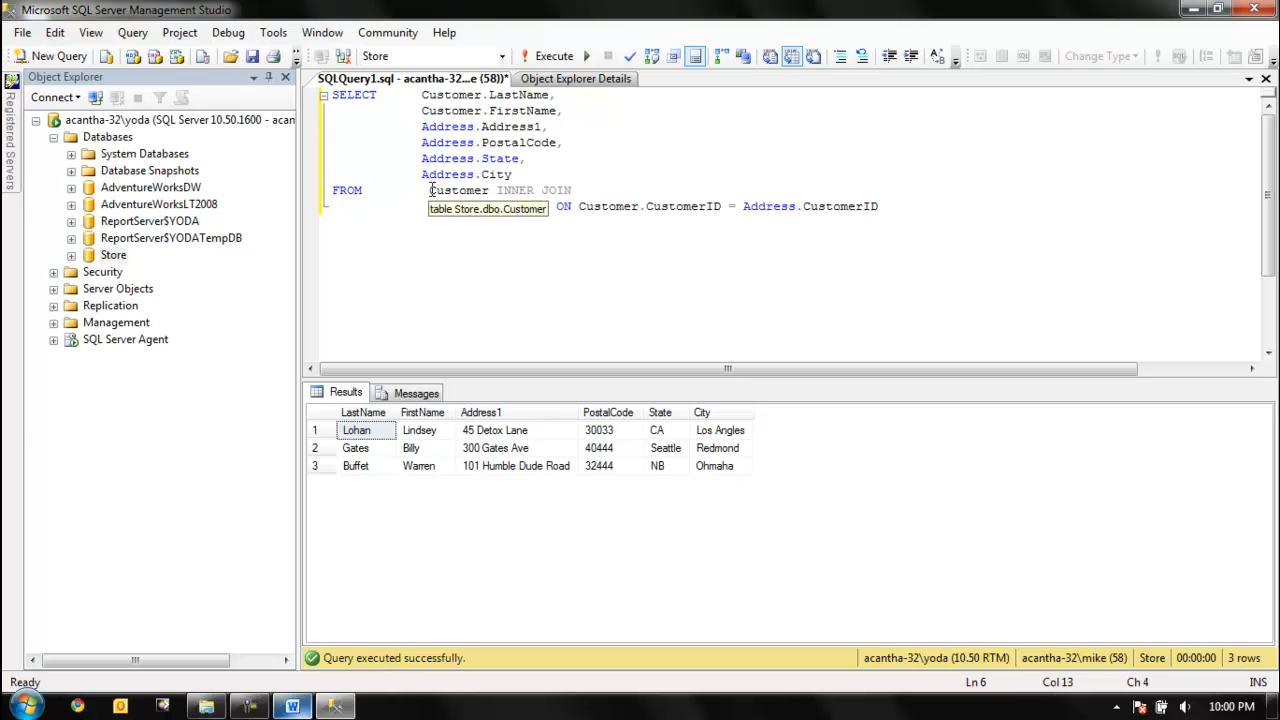 Microsoft SQL Server Management Studio
File Edit View Query Project Debug Tools Window Community Help
New Query Store Execute Change Type
Registered Servers
Object Explorer
SQLQuery1.sql - acantha-32...e (58))* Object Explorer Details
Connect
acantha-32\yoda (SQL Server 10.50.1600 - acan
Databases
System Databases
Database Snapshots
AdventureWorksDW
AdventureWorksLT2008
ReportServer$YODA
ReportServer$YODATempDB
Store
Security
Server Objects
Replication
Management
SQL Server Agent
SELECT Customer.LastName,
Customer.FirstName,
Address.Address1,
Address.PostalCode,
Address.State,
Address.City
FROM Customer INNER JOIN
table Store.dbo.Customer ON Customer.CustomerID = Address.CustomerID
Results Messages
LastName FirstName Address1 PostalCode State City
1 Lohan Lindsey 45 Detox Lane 30033 CA Los Angles
2 Gates Billy 300 Gates Ave 40444 Seattle Redmond
3 Buffet Warren 101 Humble Dude Road 32444 NB Ohmaha
Query executed successfully. acantha-32\yoda (10.50 RTM) acantha-32\mike (58) Store 00:00:00 3 rows
Ready Ln 6 Col 13 Ch 4 INS
10:00 PM